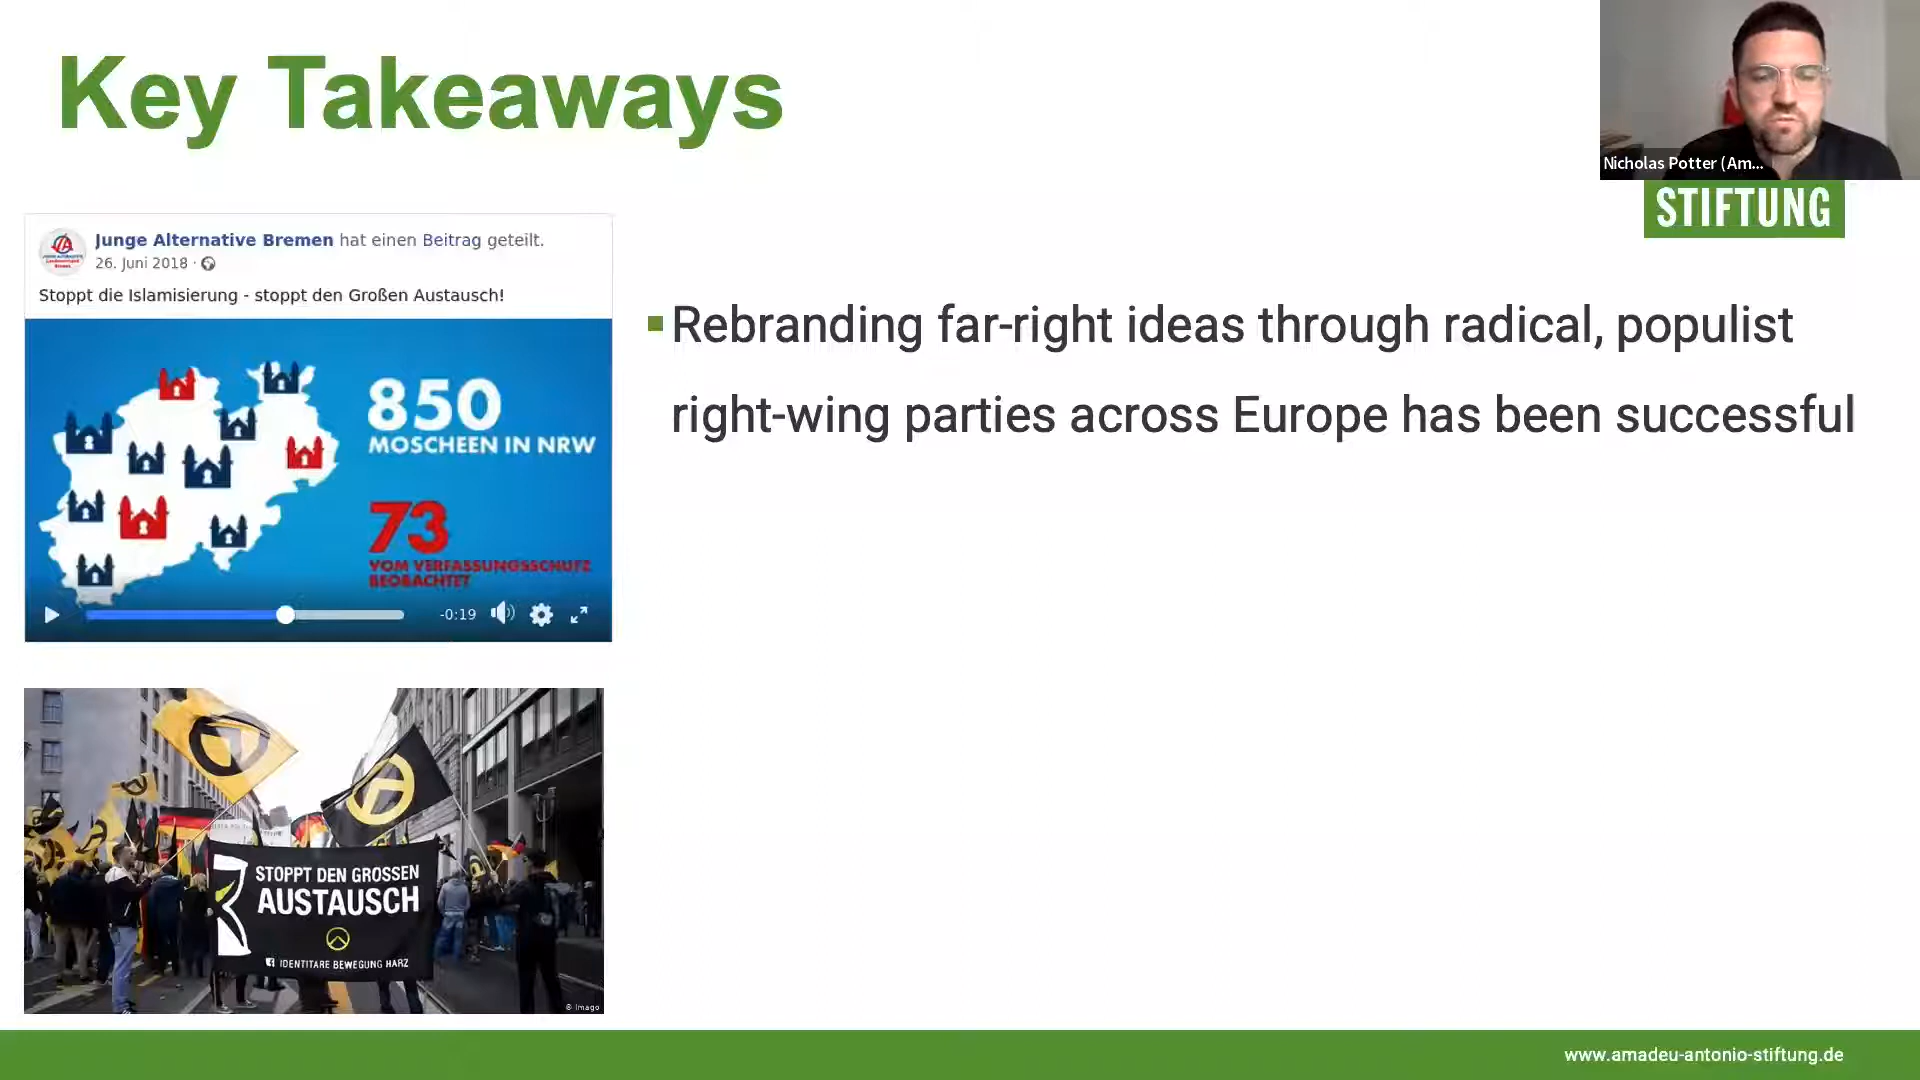 Key Takeaways
Nicholas Potter (Am...
STIFTUNG
Junge Alternative Bremen hat einen Beitrag geteilt.
26. Juni 2018 ·
Stoppt die Islamisierung - stoppt den Großen Austausch!
850
MOSCHEEN IN NRW
73
VOM VERFASSUNGSSCHUTZ
BEOBACHTET
-0:19
Rebranding far-right ideas through radical, populist
right-wing parties across Europe has been successful
STOPPT DEN GROSSEN
AUSTAUSCH
IDENTITÄRE BEWEGUNG HARZ
© Imago
www.amadeu-antonio-stiftung.de